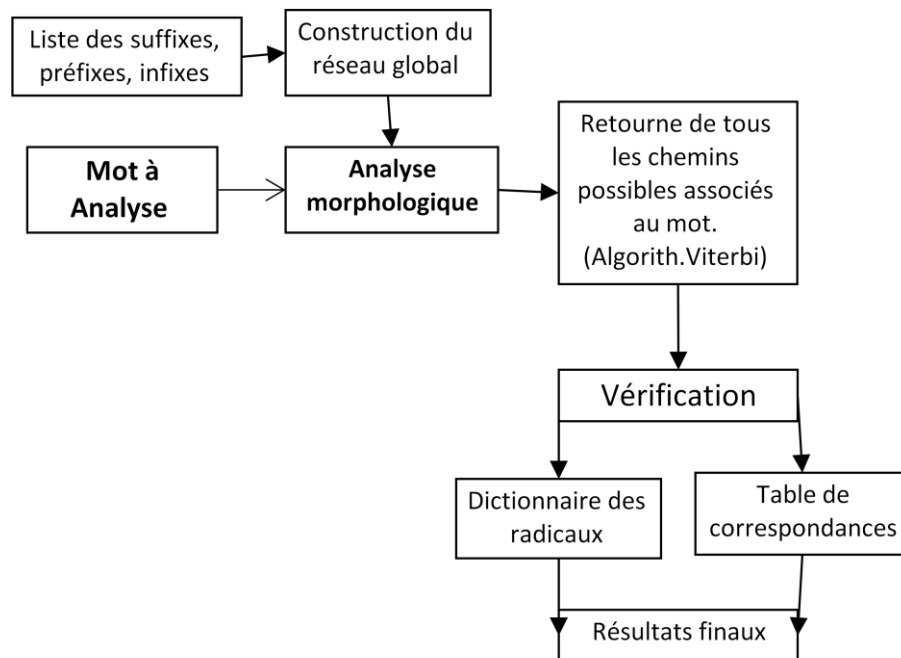 Liste des suffixes,
préfixes, infixes
Construction du
réseau global
Mot à
Analyse
Analyse
morphologique
Retourne de tous
les chemins
possibles associés
au mot.
(Algorith.Viterbi)
Vérification
Dictionnaire des
radicaux
Table de
correspondances
Résultats finaux